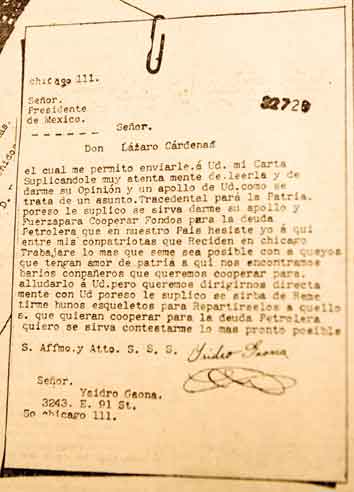 chicago Ill.
32728
Señor.
Presidente
de Mexico.
Señor.
Don Lázaro Cárdenas
el cual me permito enviarle.á Ud. mi Carta
Suplicandole muy atenta mente de.leerla y de
darme su Opinión y un apollo de Ud.como se
trata de un asunto.Tracedental pará la Patria.
poreso le suplico se sirva darme su apollo y
Fuerzapara Cooperar Fondos para la deuda
Petrolera que en nuestro Pais hesiste yo á qui
entre mis conpatriotas que Reciden en chicago
Trabajare lo mas que seme sea posible con a queyos
que tengan amor de.patria a qui nos encontramos
barios conpañeros que queremos cooperar para.
alludarlo á Ud.pero queremos dirigirnos directa
mente con Ud poreso le suplico se sirba de Reme
tirme hunos esqueletos para Repartirselos a quello
s. que quieran cooperar para la deuda Petrolera
quiero se sirva contestarme lo mas pronto posible
S. Affmo.y Atto. S. S. S. Ysidro Gaona
Señor.
Ysidro Gaona.
3243. E. 91 St.
So chicago Ill.